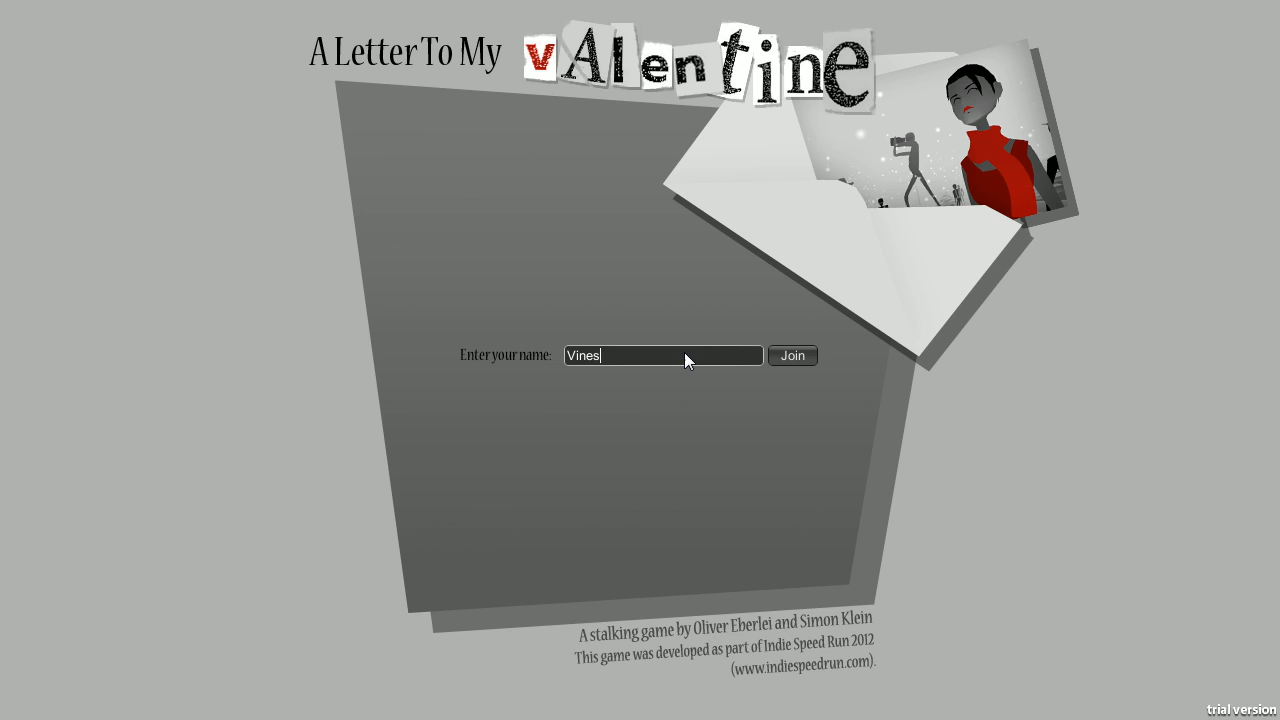 A Letter To My vAlentine
Enter your name: Vines Join
A stalking game by Oliver Eberlei and Simon Klein
This game was developed as part of Indie Speed Run 2012
(www.indiespeedrun.com).
trial version